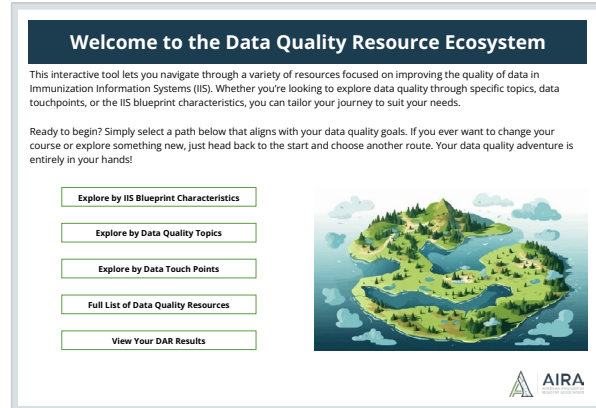 Welcome to the Data Quality Resource Ecosystem
This interactive tool lets you navigate through a variety of resources focused on improving the quality of data in
Immunization Information Systems (IIS). Whether you're looking to explore data quality through specific topics, data
touchpoints, or the IIS blueprint characteristics, you can tailor your journey to suit your needs.
Ready to begin? Simply select a path below that aligns with your data quality goals. If you ever want to change your
course or explore something new, just head back to the start and choose another route. Your data quality adventure is
entirely in your hands!
Explore by IIS Blueprint Characteristics
Explore by Data Quality Topics
Explore by Data Touch Points
Full List of Data Quality Resources
View Your DAR Results
AIRA